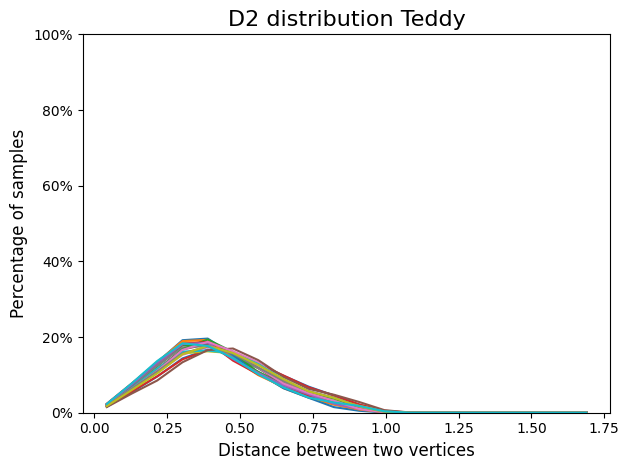 D2 distribution Teddy
Percentage of samples
100%
80%
60%
40%
20%
0%
0.00 0.25 0.50 0.75 1.00 1.25 1.50 1.75
Distance between two vertices